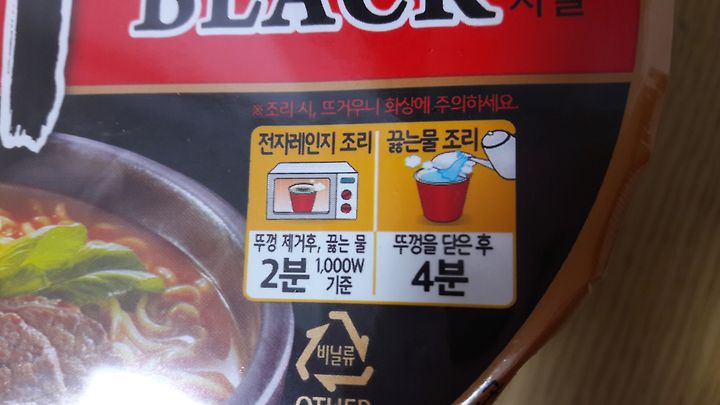 BLACK
※조리 시, 뜨거우니 화상에 주의하세요.
전자레인지 조리
끓는물 조리
뚜껑 제거후, 끓는 물
2분 1,000W 기준
뚜껑을 닫은 후
4분
비닐류
OTHER